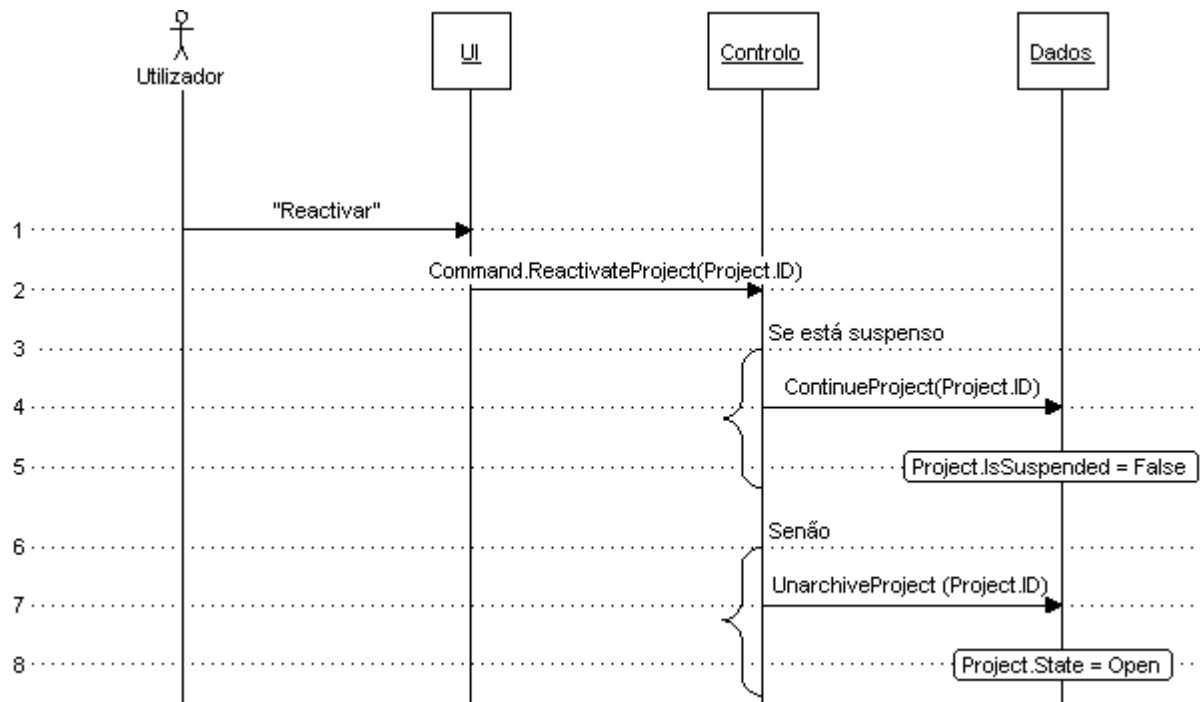 Utilizador
UI
Controlo
Dados
"Reactivar"
1
Command.ReactivateProject(Project.ID)
2
Se está suspenso
3
ContinueProject(Project.ID)
4
5
Project.IsSuspended = False
Senão
6
UnarchiveProject (Project.ID)
7
8
Project.State = Open